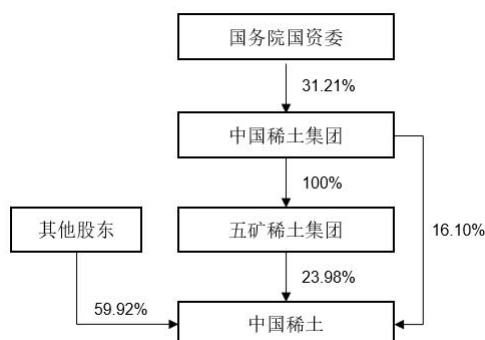 国务院国资委
31.21%
中国稀土集团
100%
其他股东
五矿稀土集团
16.10%
59.92%
23.98%
中国稀土